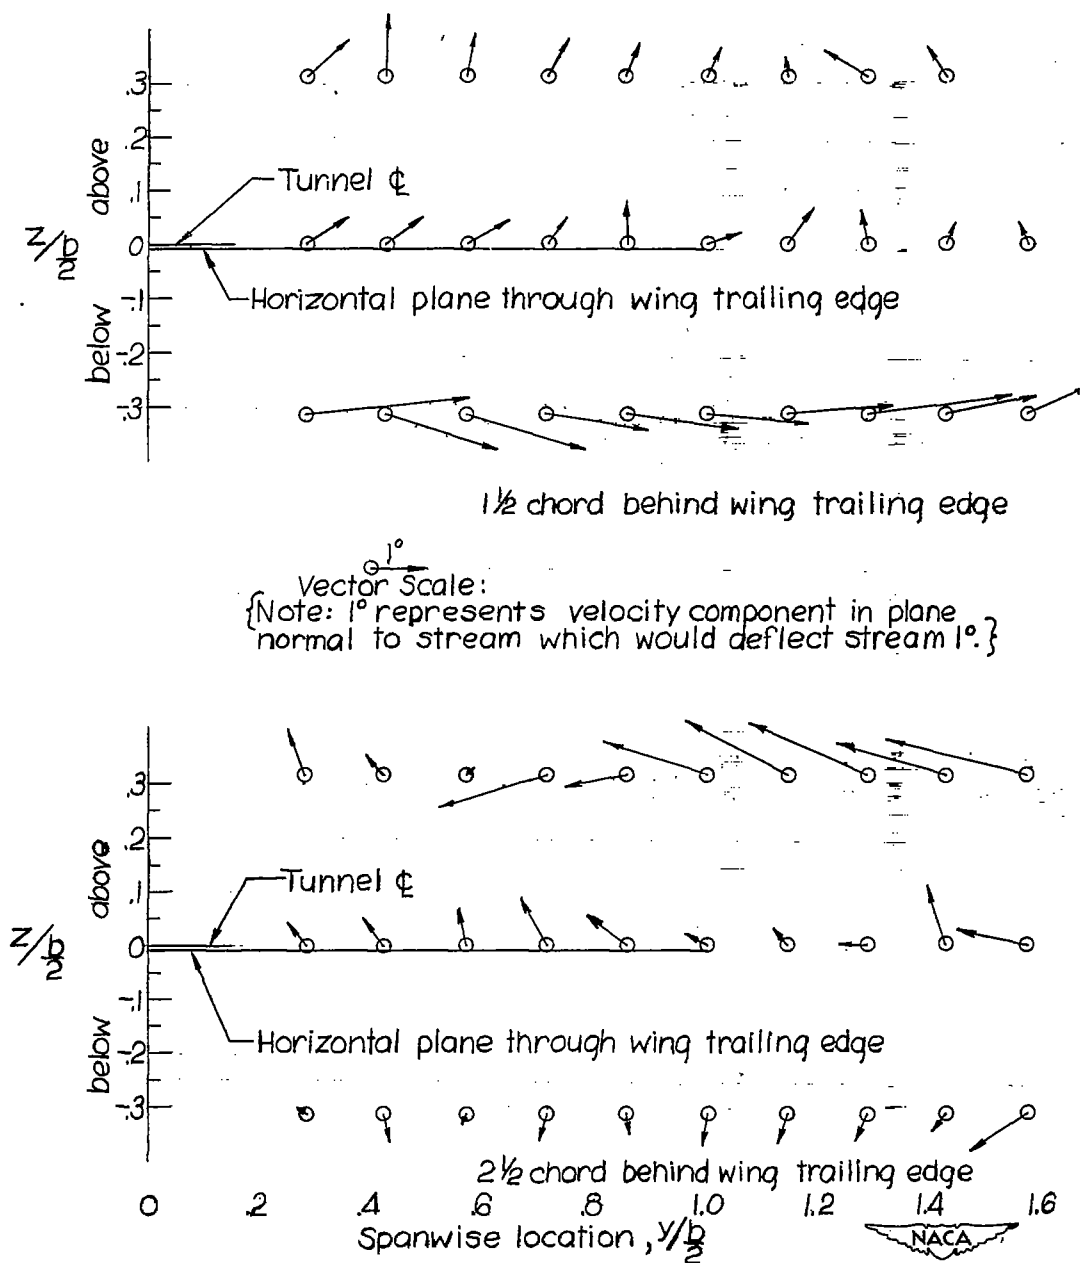 .3
.2
.1
0
-.1
-.2
-.3
above
below
z/b/2
Tunnel ℄
Horizontal plane through wing trailing edge
1½ chord behind wing trailing edge
1°
Vector Scale:
{Note: 1° represents velocity component in plane
normal to stream which would deflect stream 1°.}
.3
.2
.1
0
-.1
-.2
-.3
above
below
z/b/2
Tunnel ℄
Horizontal plane through wing trailing edge
2½ chord behind wing trailing edge
0 .2 .4 .6 .8 1.0 1.2 1.4 1.6
Spanwise location, y/b/2
NACA